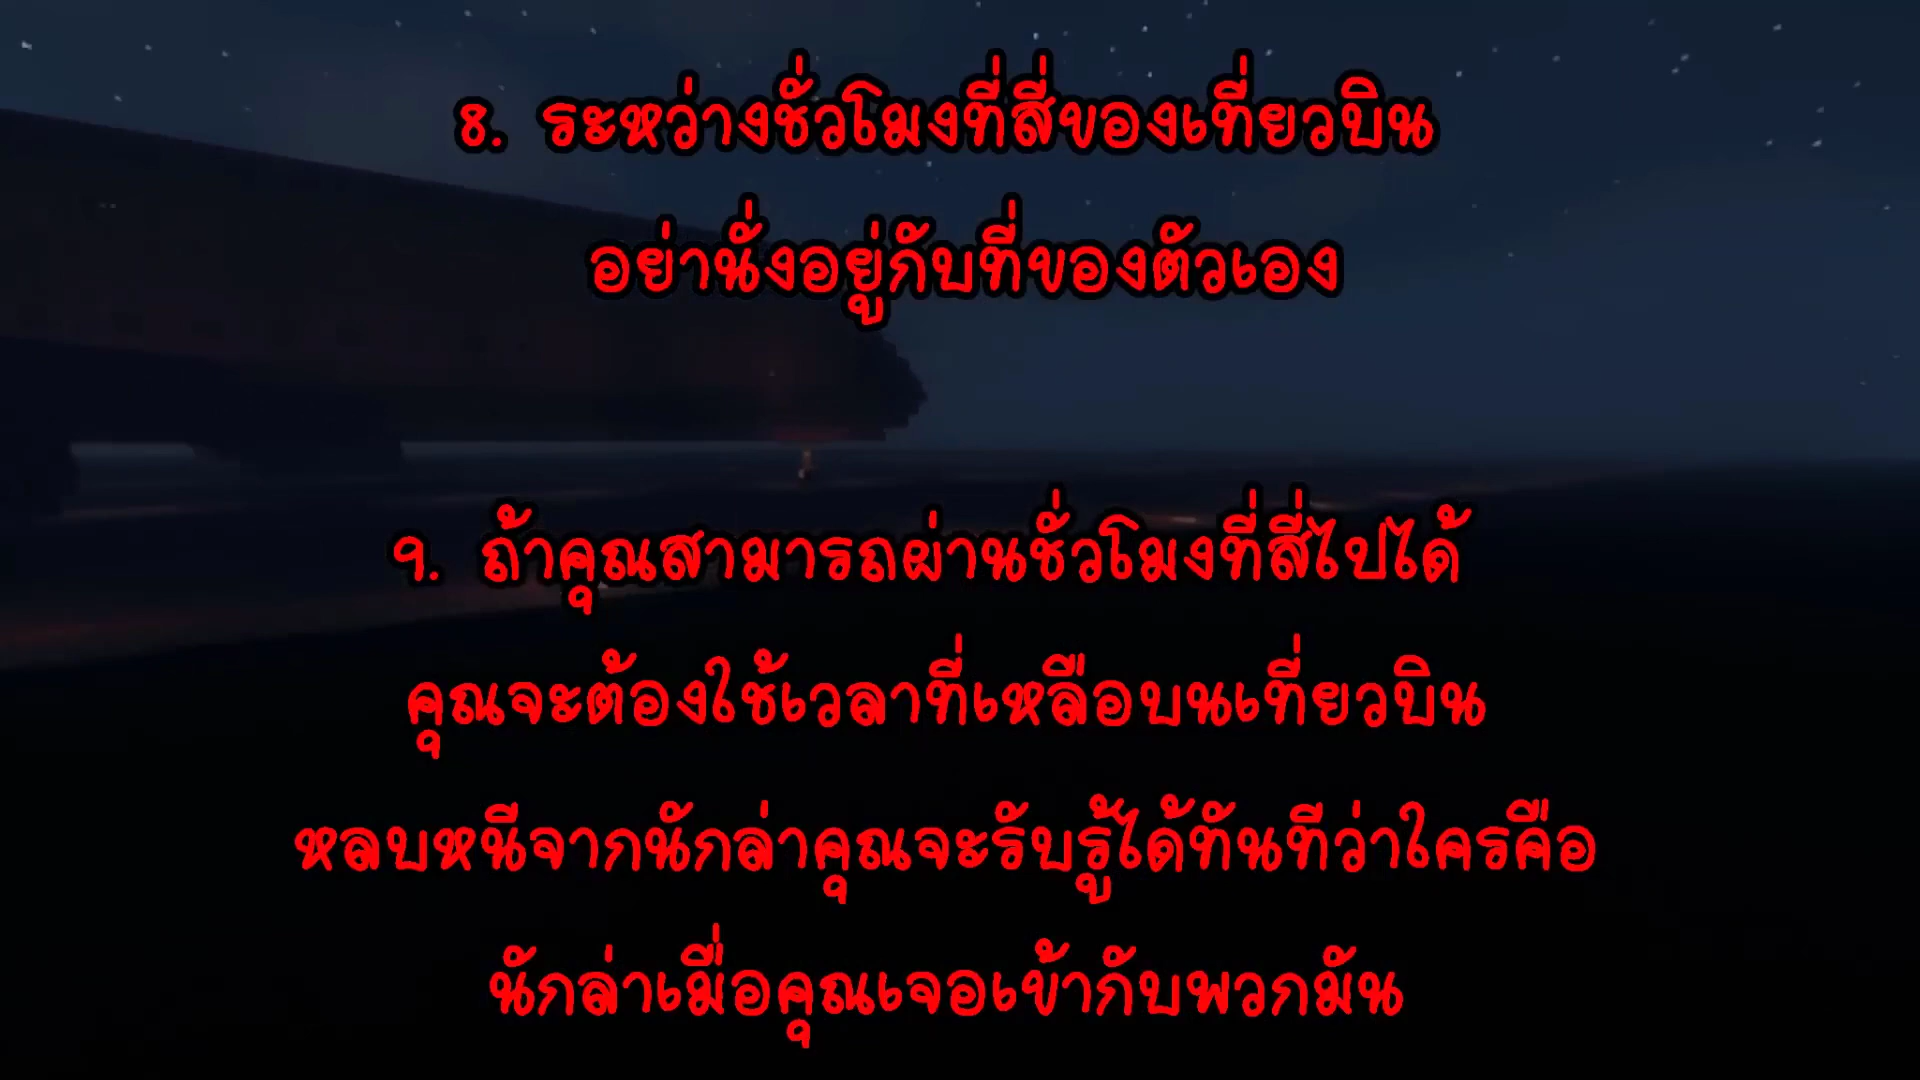 8. ระหว่างชั่วโมงที่สี่ของเที่ยวบิน
อย่านั่งอยู่กับที่ของตัวเอง
9. ถ้าคุณสามารถผ่านชั่วโมงที่สี่ไปได้
คุณจะต้องใช้เวลาที่เหลือบนเที่ยวบิน
หลบหนีจากนักล่าคุณจะรับรู้ได้ทันทีว่าใครคือ
นักล่าเมื่อคุณเจอเข้ากับพวกมัน